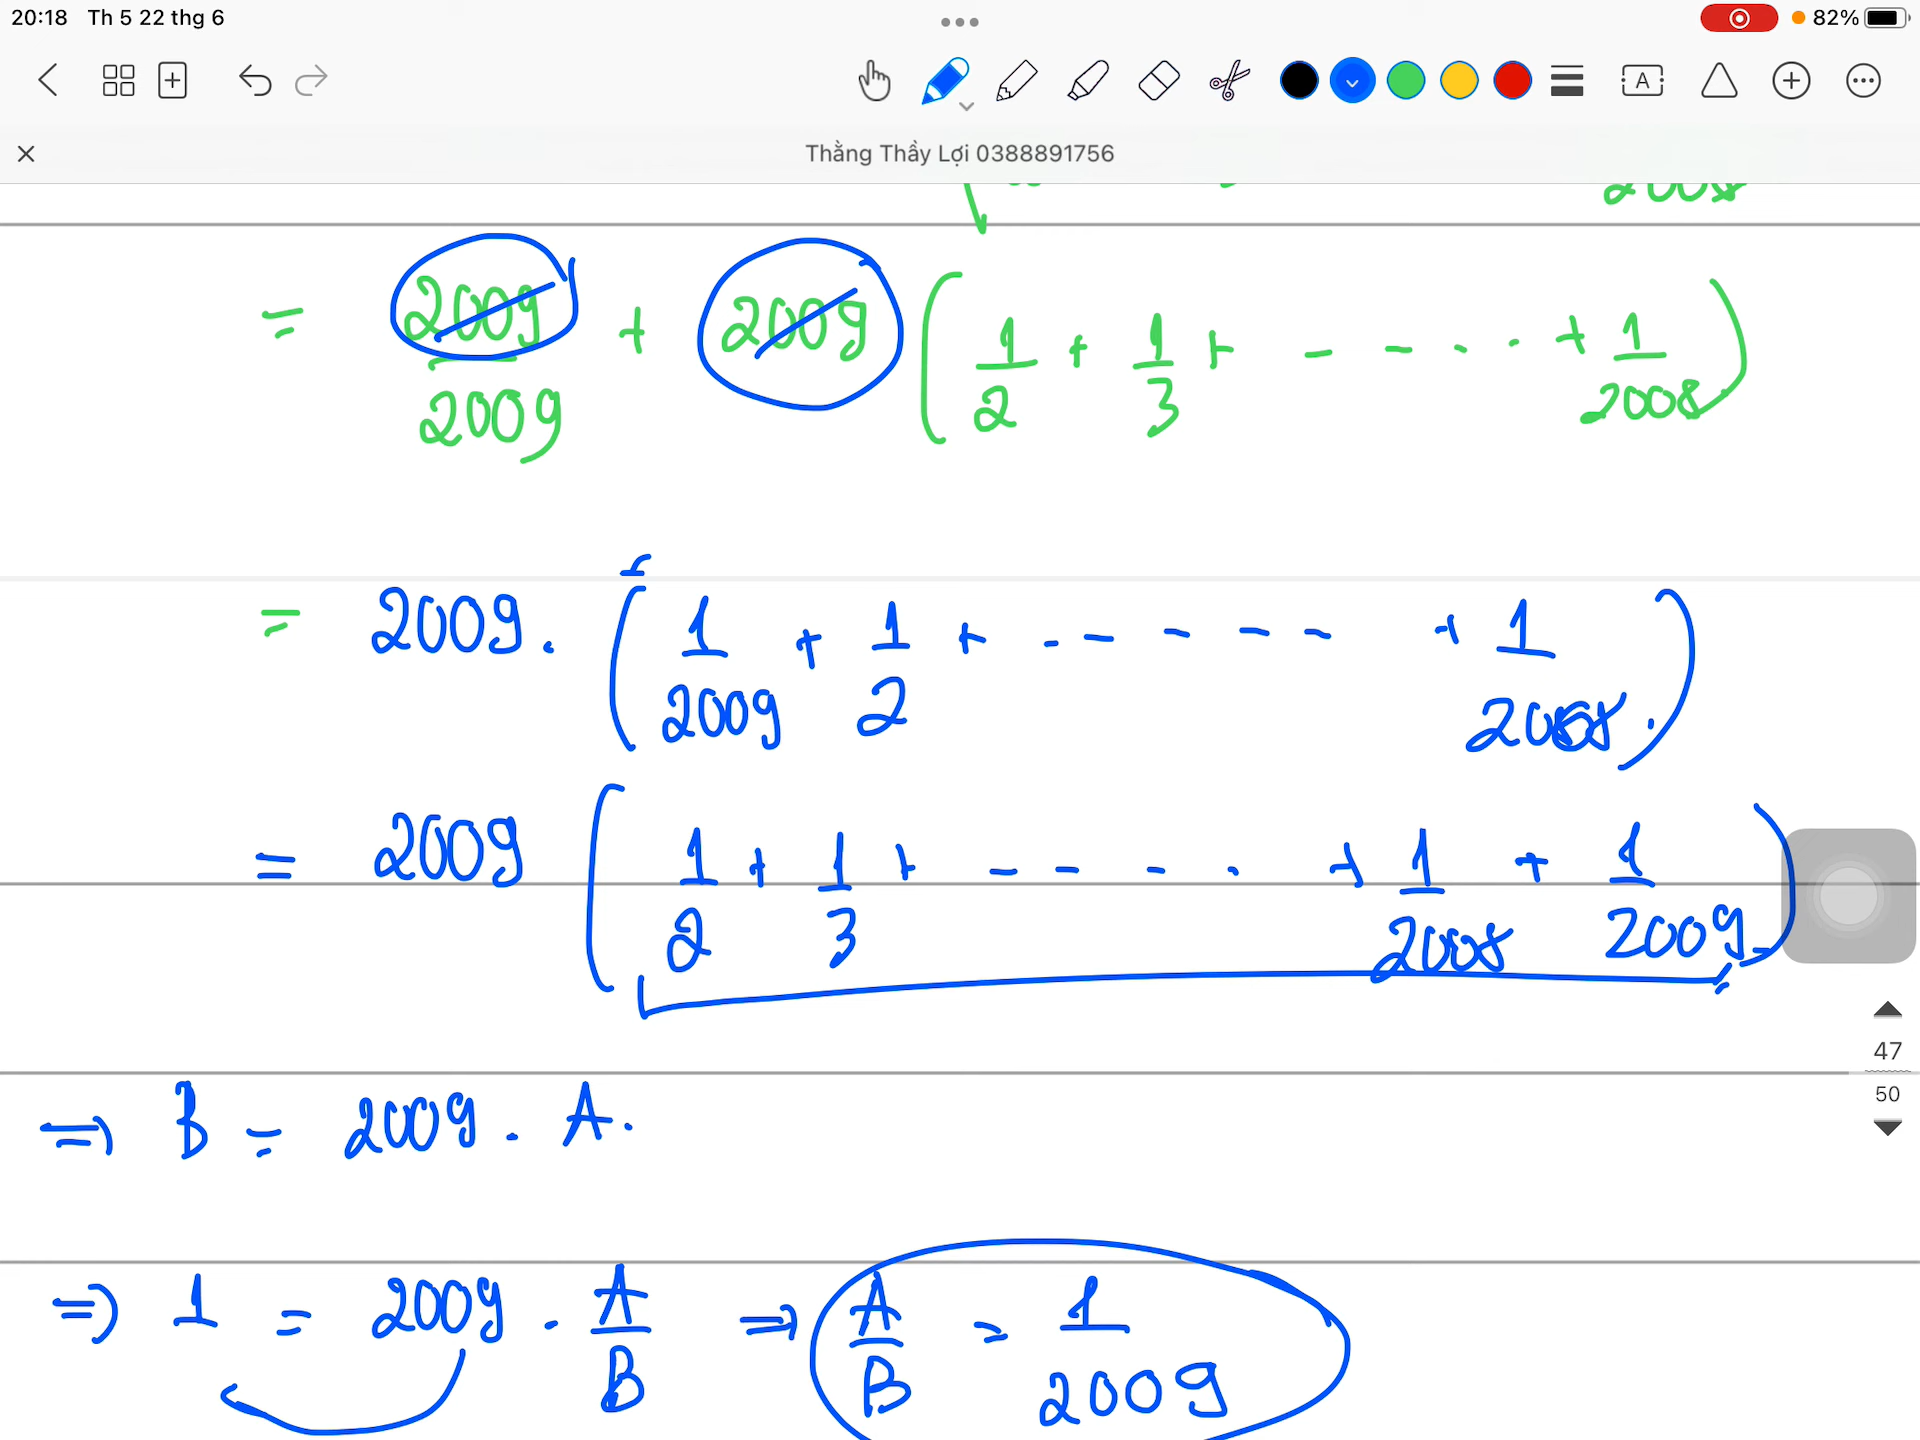 20:18 Th 5 22 thg 6 82%
A
Thằng Thầy Lợi 0388891756
2008
= 2009/2009 + 2009 ( 1/2 + 1/3 + - - - . . + 1/2008 )
= 2009 . ( 1/2009 + 1/2 + - - - - - + 1/2008 )
= 2009 ( 1/2 + 1/3 + - - - . + 1/2008 + 1/2009 )
47
50
=> B = 2009 . A .
=> 1 = 2009 . A/B => A/B = 1/2009